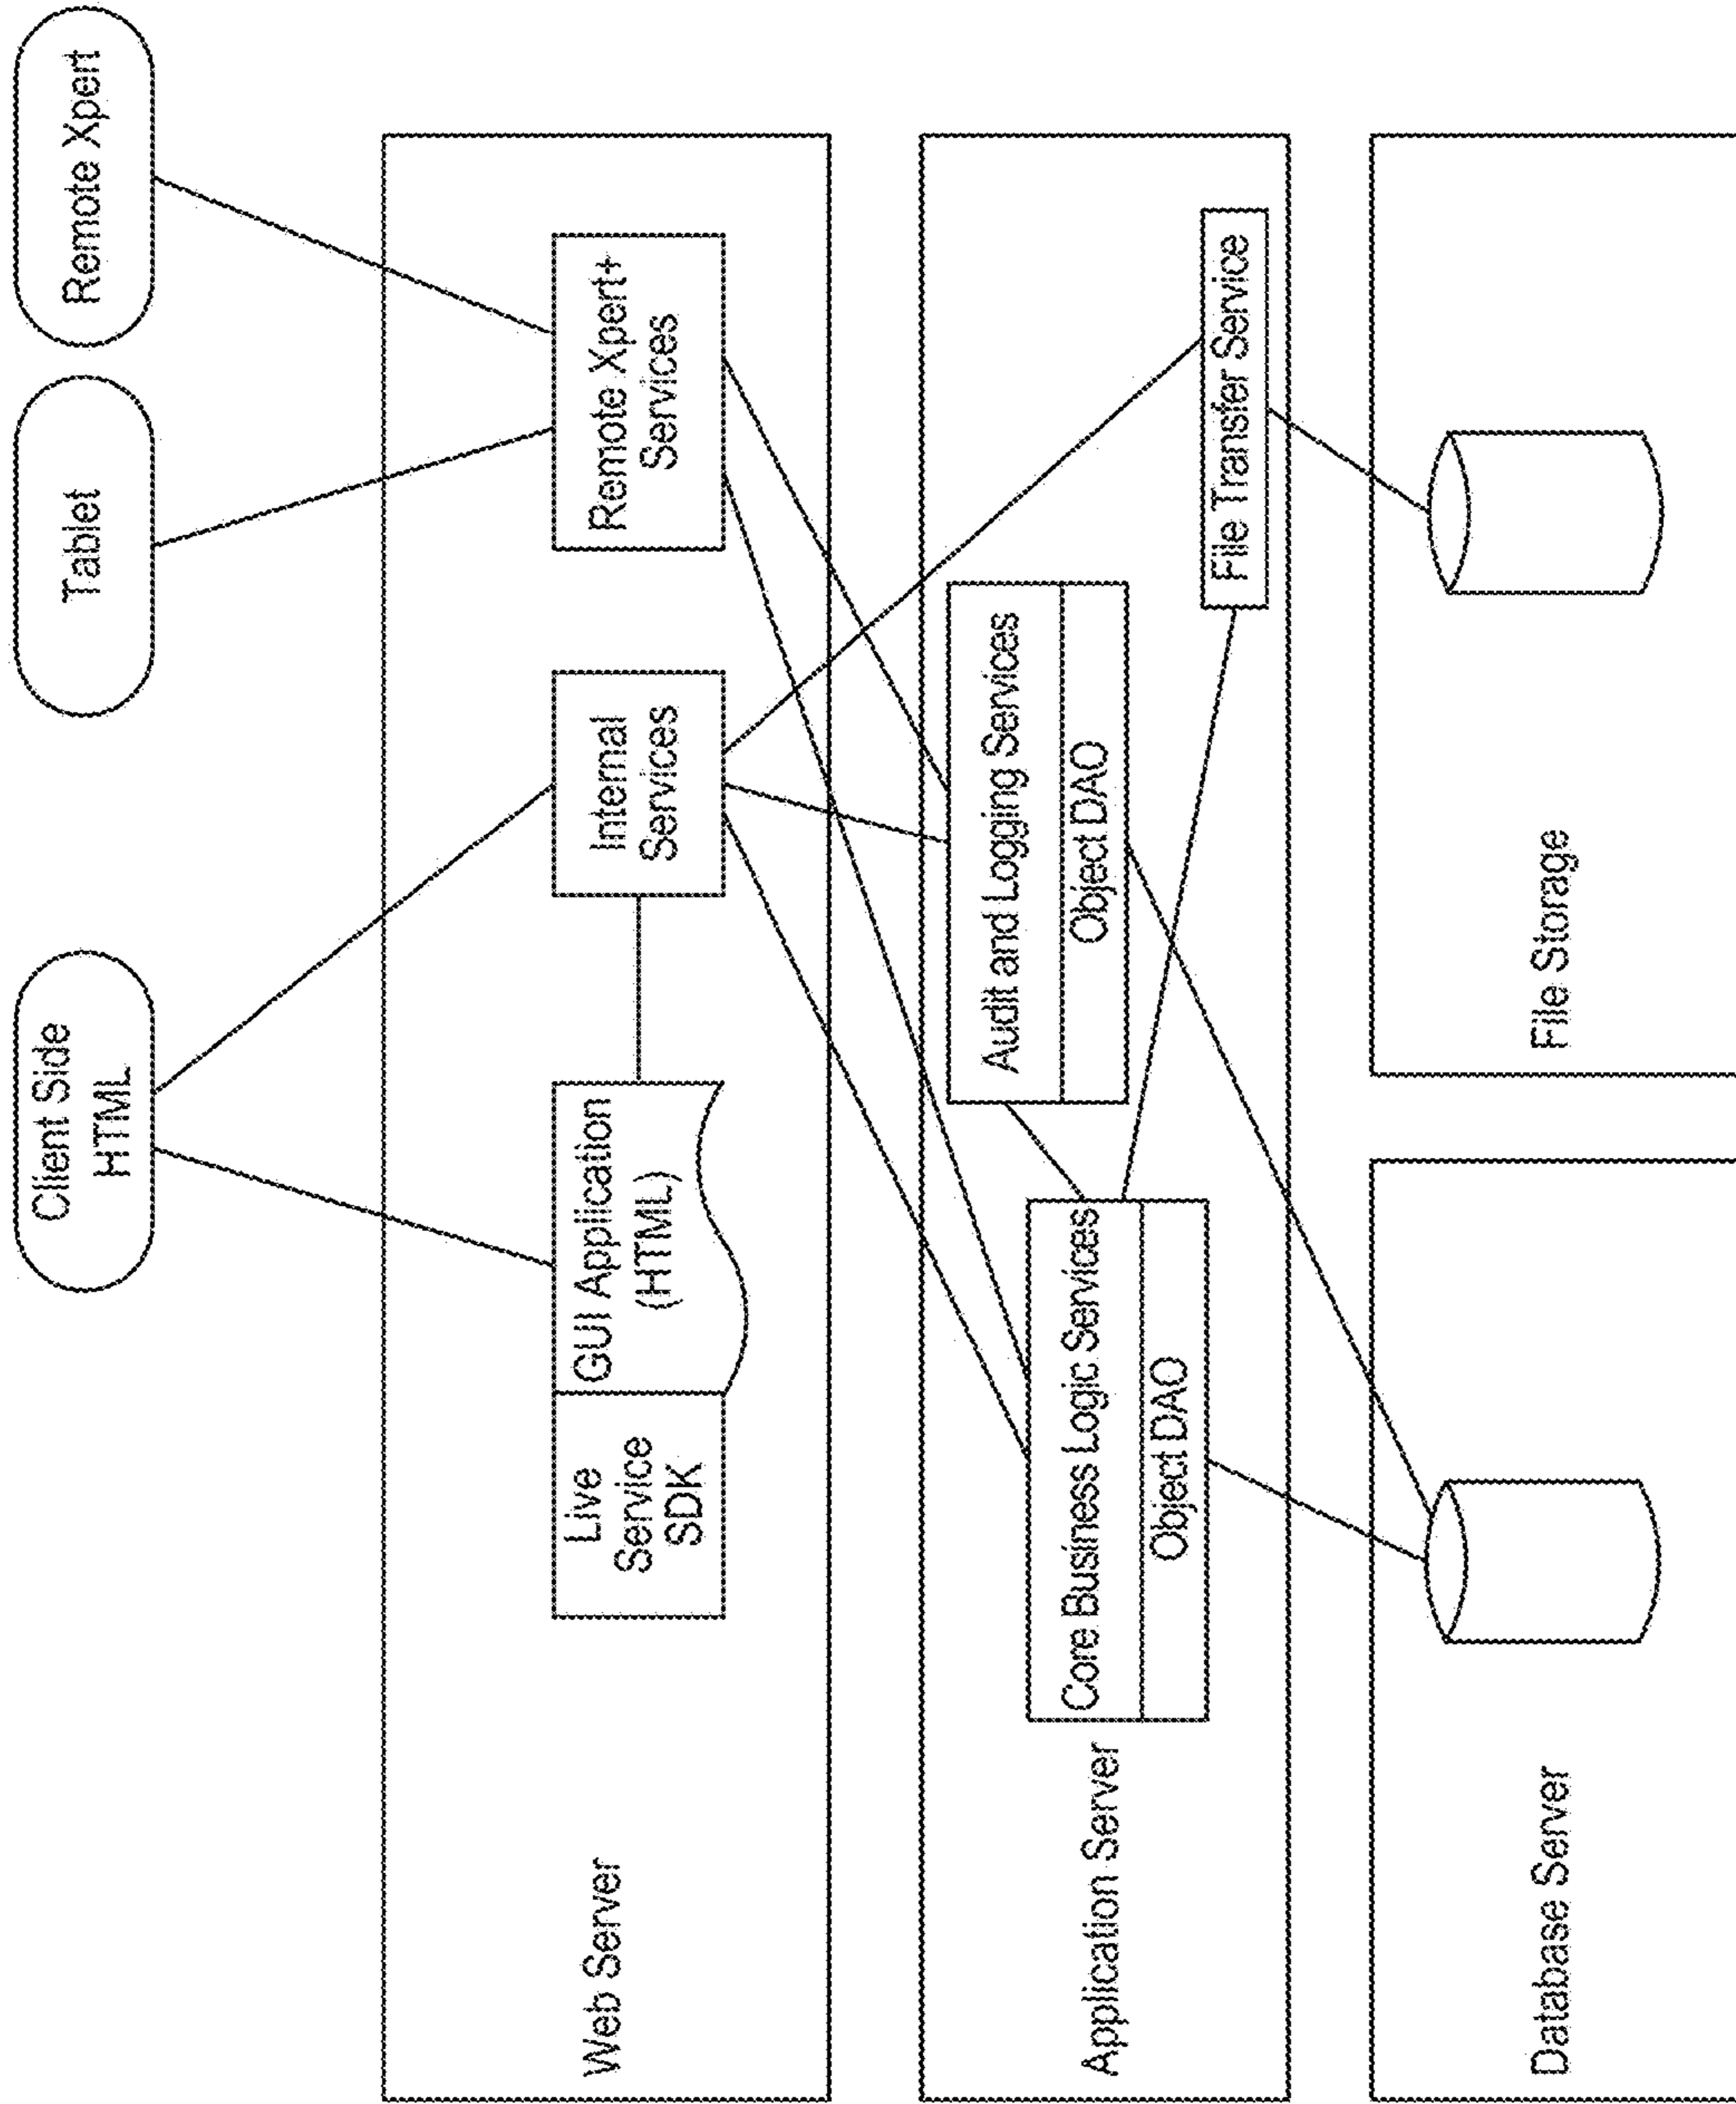 Client Side
HTML
Tablet
Remote Xpert
Web Server
Live
Service
SDK
GUI Application
(HTML)
Internal
Services
Remote Xpert+
Services
Application Server
Core Business Logic Services
Object DAO
Audit and Logging Services
Object DAO
File Transfer Service
Database Server
File Storage